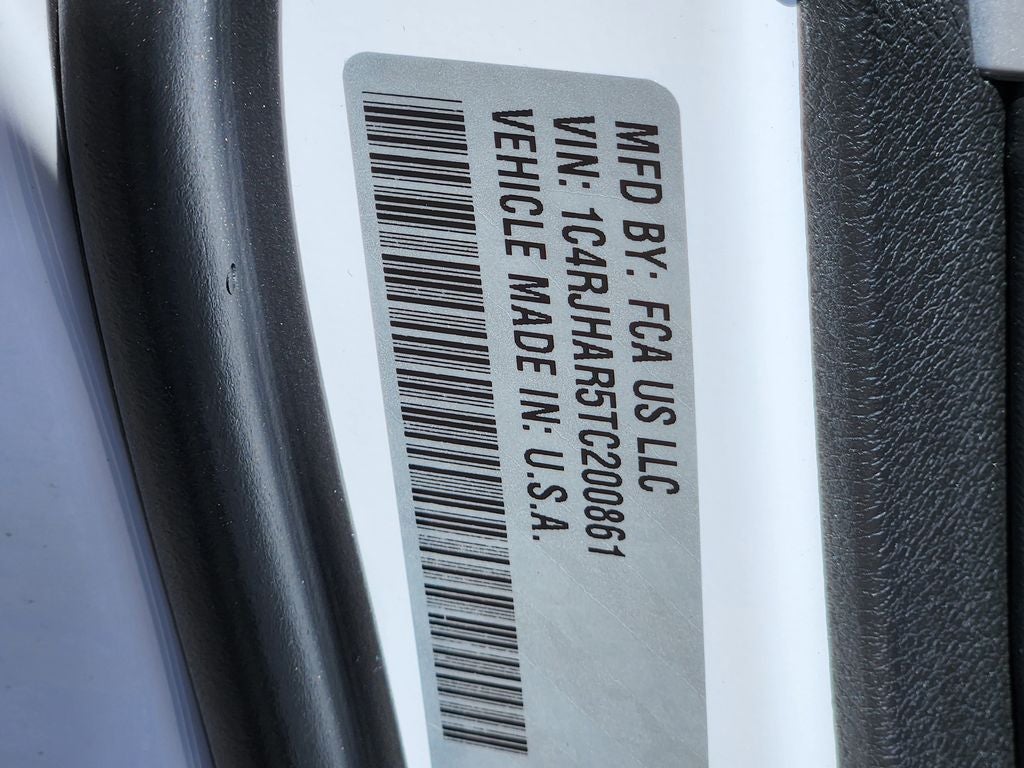 MFD BY: FCA US LLC
VIN: 1C4RJHAR5TC200861
VEHICLE MADE IN: U.S.A.